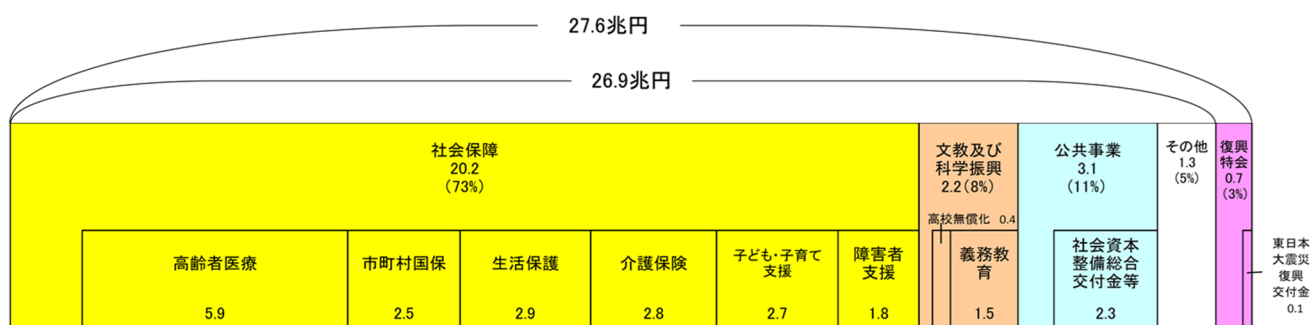 27.6兆円
26.9兆円
社会保障
20.2
(73%)
文教及び
科学振興
2.2(8%)
公共事業
3.1
(11%)
その他
1.3
(5%)
復興
特会
0.7
(3%)
高校無償化 0.4
高齢者医療
5.9
市町村国保
2.5
生活保護
2.9
介護保険
2.8
子ども・子育て
支援
2.7
障害者
支援
1.8
義務教
育
1.5
社会資本
整備総合
交付金等
2.3
東日本
大震災
復興
交付金
0.1